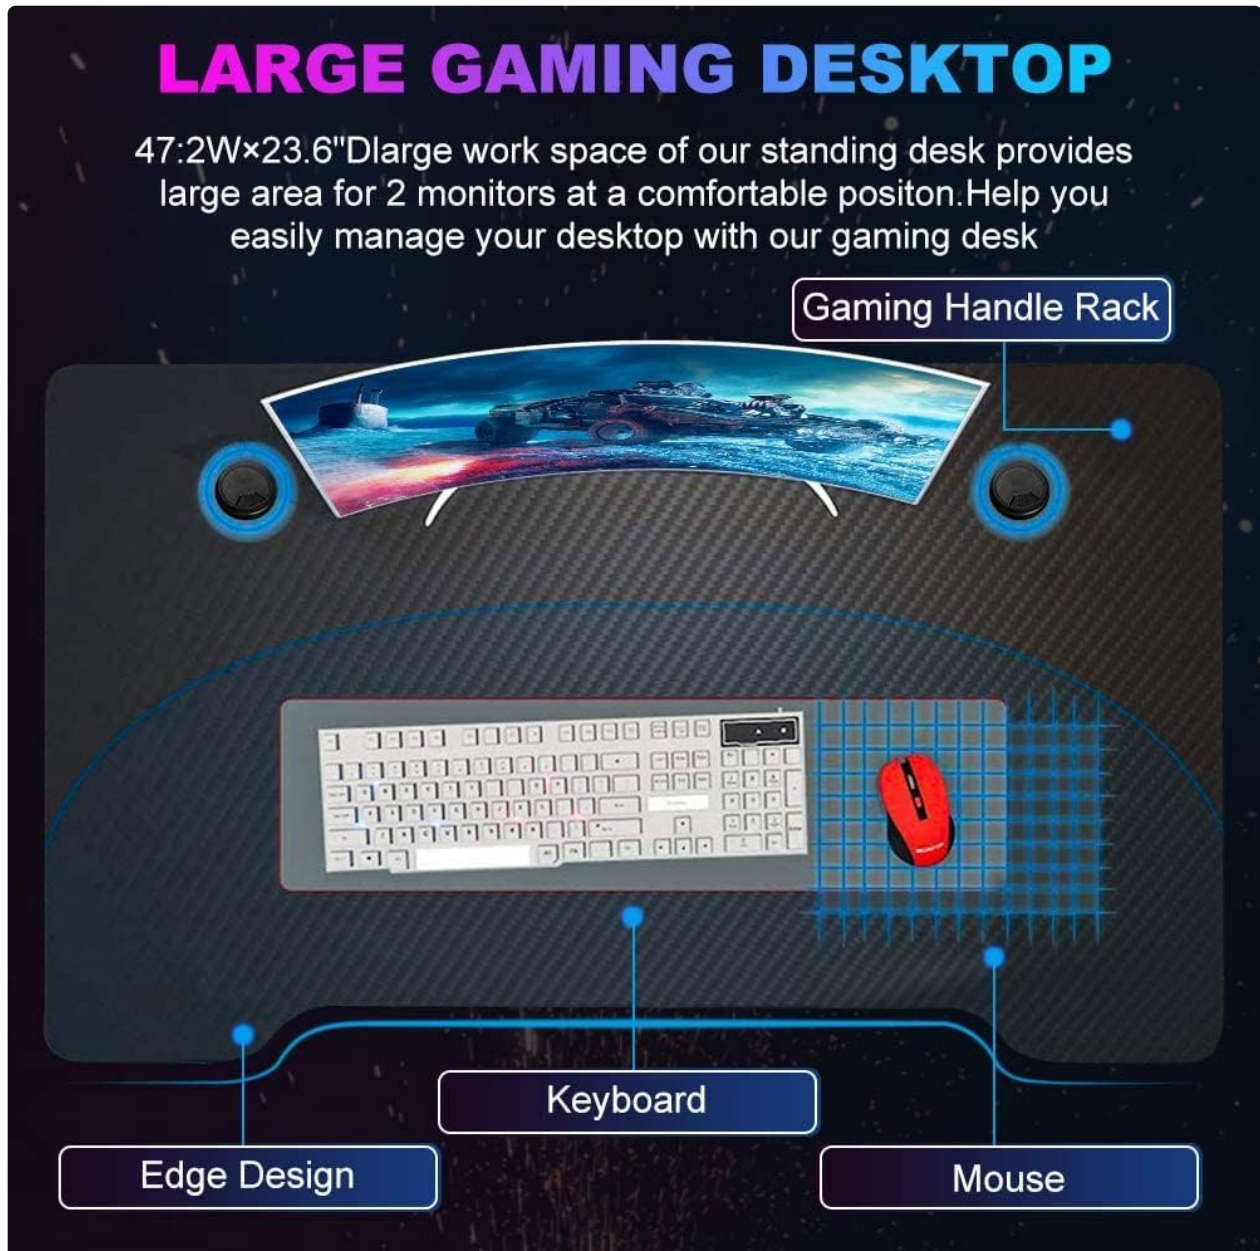 LARGE GAMING DESKTOP
47:2W×23.6"Dlarge work space of our standing desk provides
large area for 2 monitors at a comfortable positon.Help you
easily manage your desktop with our gaming desk
Gaming Handle Rack
Keyboard
Edge Design
Mouse